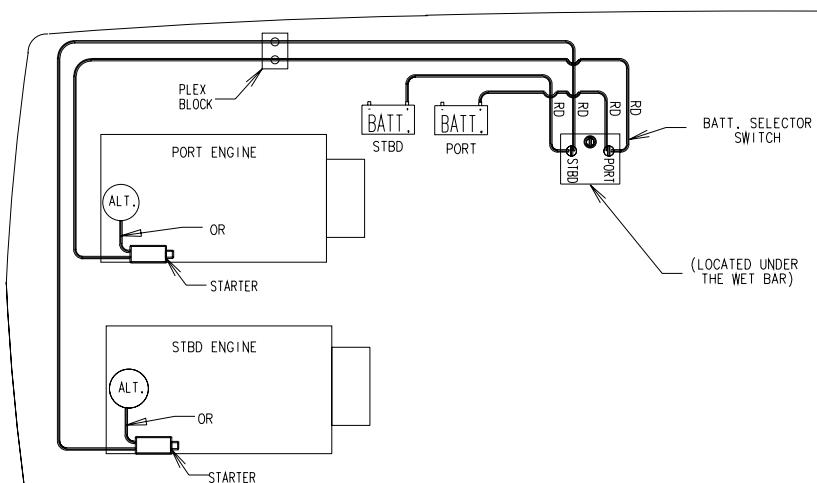 PLEX
BLOCK
BATT.
STBD
BATT.
PORT
RD
RD
RD
RD
BATT. SELECTOR
SWITCH
STBD
PORT
(LOCATED UNDER
THE WET BAR)
PORT ENGINE
ALT.
OR
STARTER
STBD ENGINE
ALT.
OR
STARTER